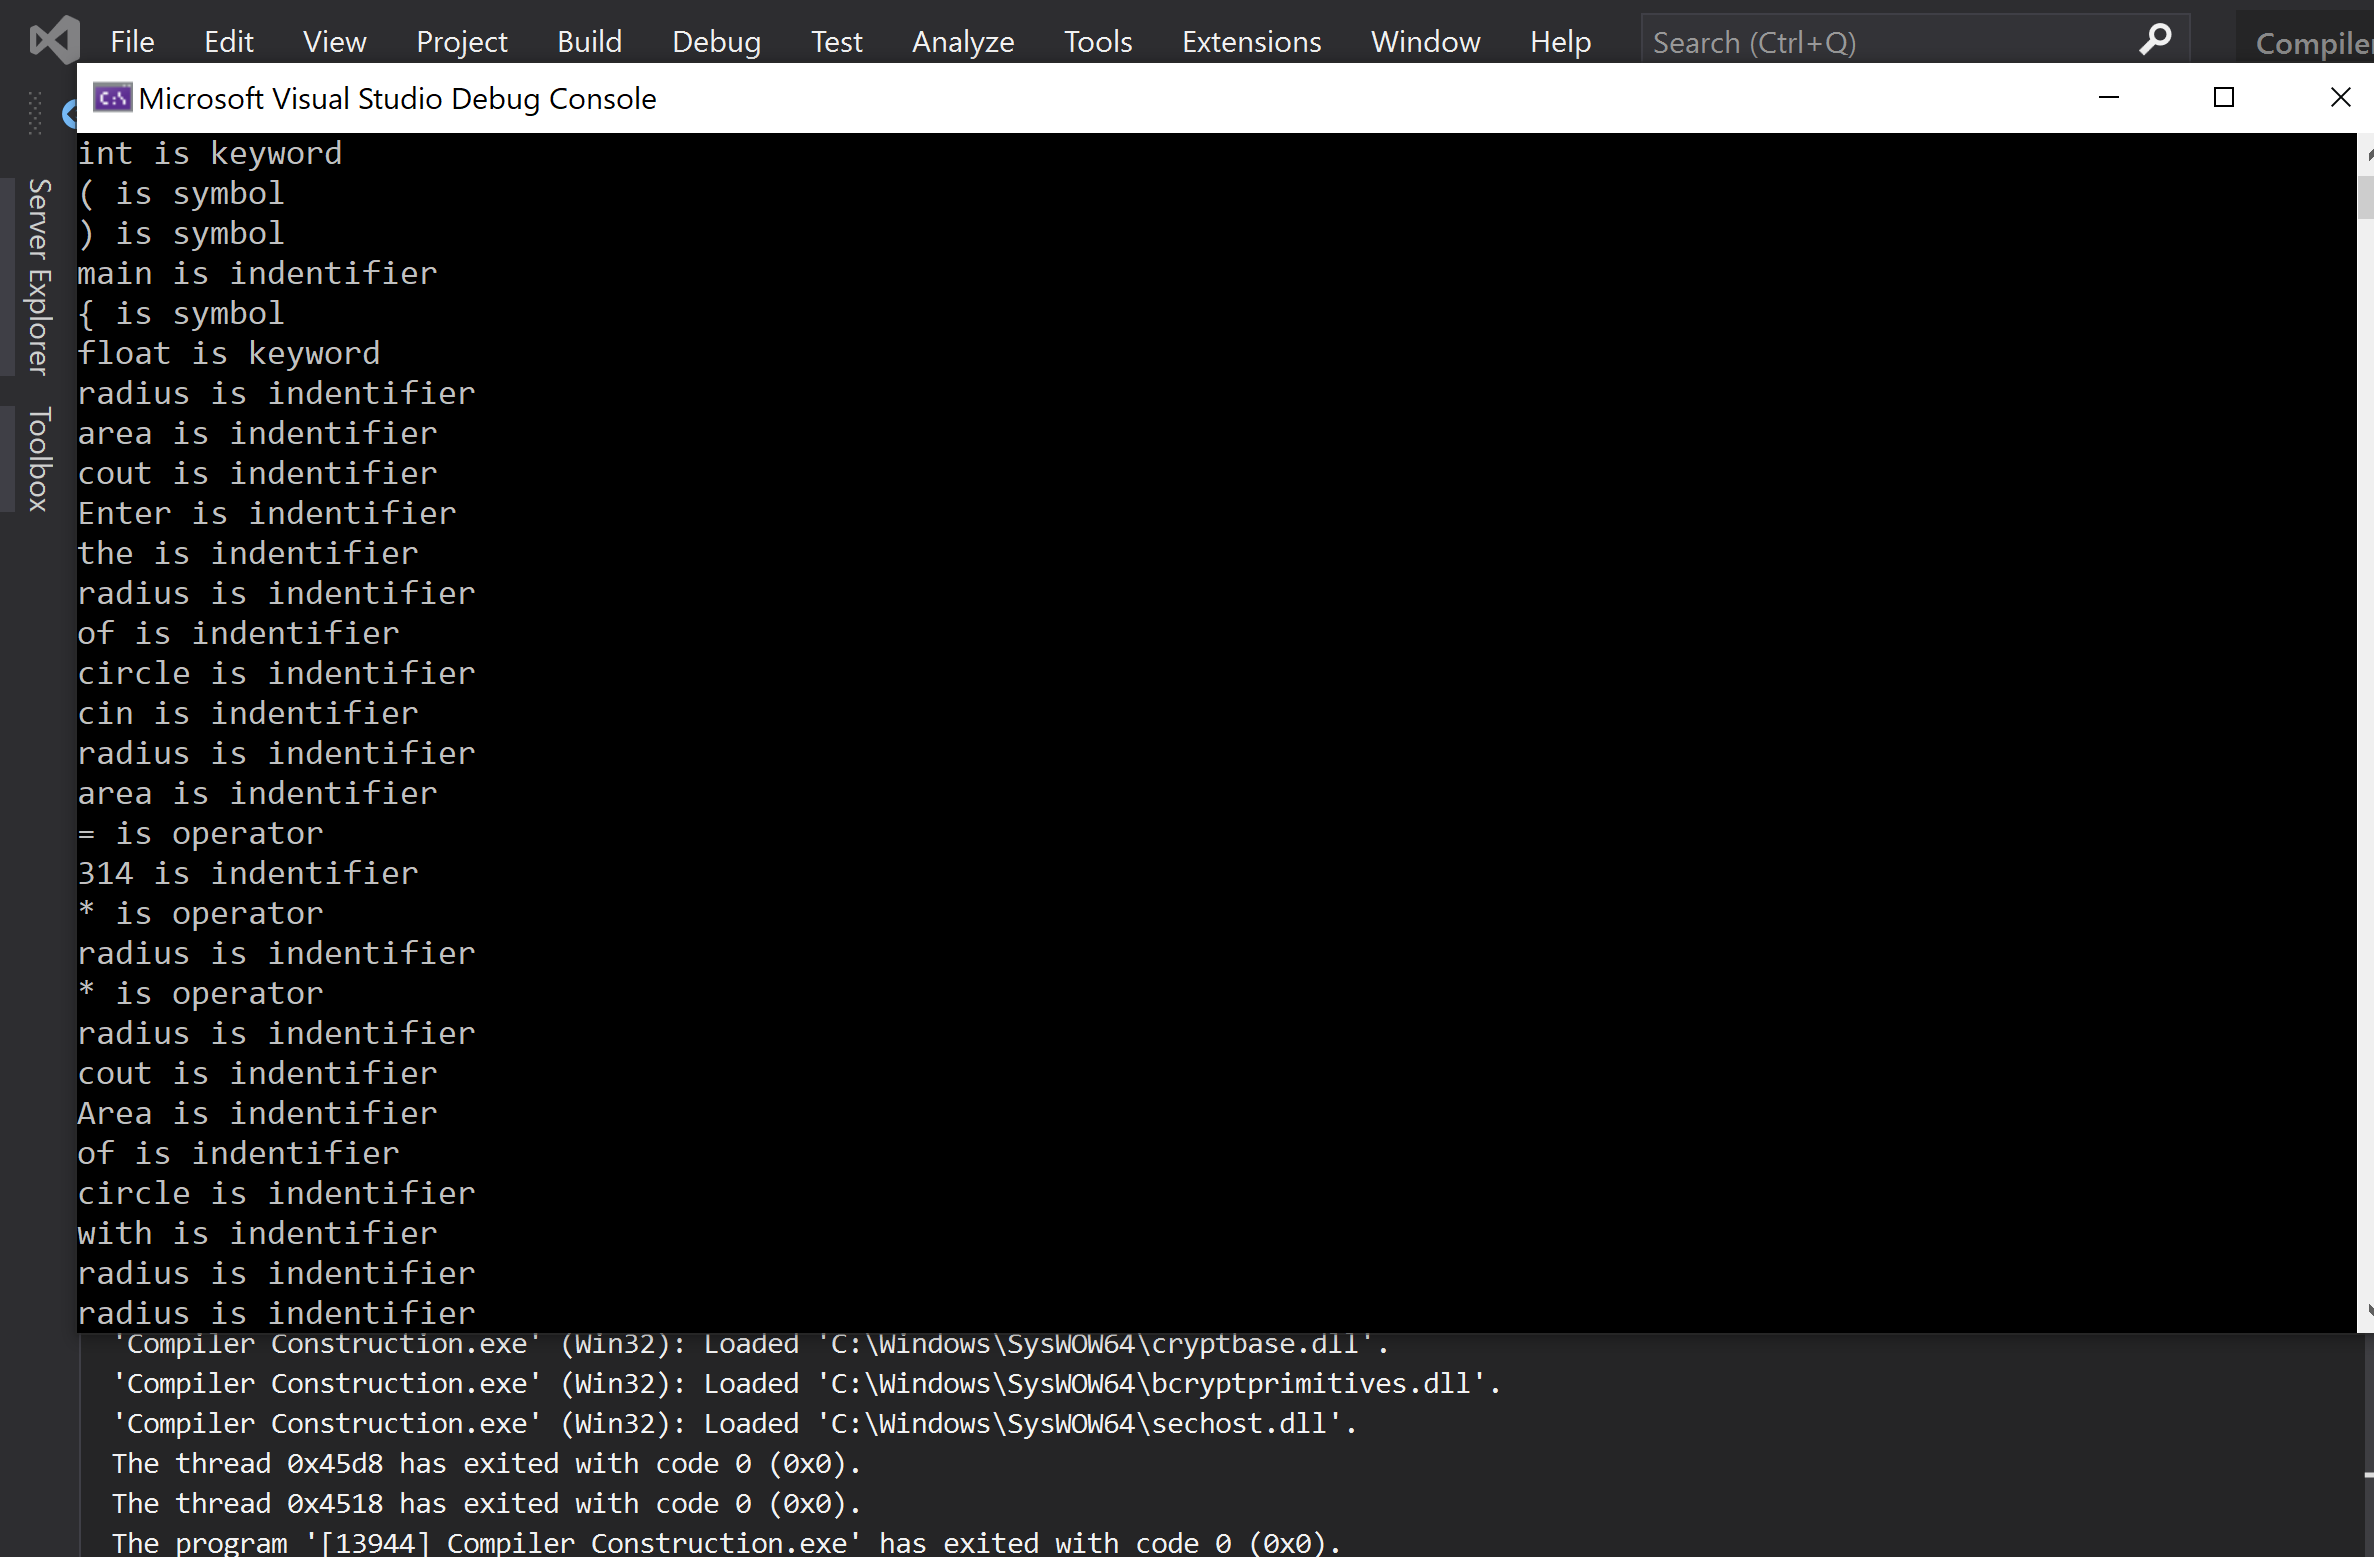 File Edit View Project Build Debug Test Analyze Tools Extensions Window Help Search (Ctrl+Q) Compiler
Microsoft Visual Studio Debug Console
Server Explorer
Toolbox
int is keyword
( is symbol
) is symbol
main is indentifier
{ is symbol
float is keyword
radius is indentifier
area is indentifier
cout is indentifier
Enter is indentifier
the is indentifier
radius is indentifier
of is indentifier
circle is indentifier
cin is indentifier
radius is indentifier
area is indentifier
= is operator
314 is indentifier
* is operator
radius is indentifier
* is operator
radius is indentifier
cout is indentifier
Area is indentifier
of is indentifier
circle is indentifier
with is indentifier
radius is indentifier
radius is indentifier
'Compiler Construction.exe' (Win32): Loaded 'C:\Windows\SysWOW64\cryptbase.dll'.
'Compiler Construction.exe' (Win32): Loaded 'C:\Windows\SysWOW64\bcryptprimitives.dll'.
'Compiler Construction.exe' (Win32): Loaded 'C:\Windows\SysWOW64\sechost.dll'.
The thread 0x45d8 has exited with code 0 (0x0).
The thread 0x4518 has exited with code 0 (0x0).
The program '[13944] Compiler Construction.exe' has exited with code 0 (0x0).